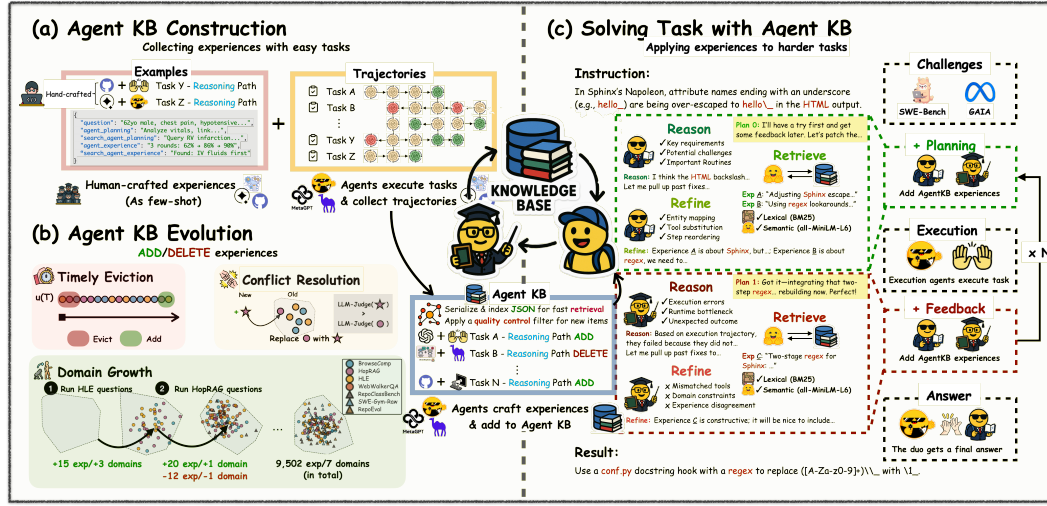 (a) Agent KB Construction
Collecting experiences with easy tasks
Examples
Hand-crafted
+ Task Y - Reasoning Path
+ Task Z - Reasoning Path
{
"question": "62yo male, chest pain, hypotensive...",
"agent_planning": "Analyze vitals, link...",
"search_agent_planning": "Query RV infarction...",
"agent_experience": "3 rounds: 62% → 86% → 90%",
"search_agent_experience": "Found: IV fluids first"
}
Human-crafted experiences
(As few-shot)
+
Trajectories
Task A
Task B
⋮
Task Y
Task Z
MetaGPT
Agents execute tasks
& collect trajectories
KNOWLEDGE
BASE
(b) Agent KB Evolution
ADD/DELETE experiences
Timely Eviction
u(T)
Evict
Add
Conflict Resolution
New
Old
+
Replace with
LLM-Judge( )
>
LLM-Judge( )
Domain Growth
1 Run HLE questions
2 Run HopRAG questions
...
BrowseComp
HopRAG
HLE
WebWalkerQA
RepoClassBench
SWE-Gym-Raw
RepoEval
+15 exp/+3 domains
+20 exp/+1 domain
-12 exp/-1 domain
9,502 exp/7 domains
(in total)
Agent KB
Serialize & index JSON for fast retrieval
Apply a quality control filter for new items
+ Task A - Reasoning Path ADD
+ Task B - Reasoning Path DELETE
⋮
+ Task N - Reasoning Path ADD
MetaGPT
Agents craft experiences
& add to Agent KB
(c) Solving Task with Agent KB
Applying experiences to harder tasks
Instruction:
In Sphinx's Napoleon, attribute names ending with an underscore
(e.g., hello_) are being over-escaped to hello\_ in the HTML output.
Reason
✓ Key requirements
✓ Potential challenges
✓ Important Routines
Reason: I think the HTML backslash...
Let me pull up past fixes...
Plan 0: I'll have a try first and get
some feedback later. Let's patch the...
Retrieve
Exp A: "Adjusting Sphinx escape..."
Exp B: "Using regex lookarounds..."
✓ Lexical (BM25)
✓ Semantic (all-MiniLM-L6)
Refine
✓ Entity mapping
✓ Tool substitution
✓ Step reordering
Refine: Experience A is about Sphinx, but..; Experience B is about
regex, we need to...
Reason
✓ Execution errors
✓ Runtime bottleneck
✓ Unexpected outcome
Reason: Based on execution trajectory,
they failed because they did not...
Let me pull up past fixes to...
Plan 1: Got it—integrating that two-
step regex... rebuilding now. Perfect!
Retrieve
Exp C: "Two-stage regex for
Sphinx: ..."
✓ Lexical (BM25)
✓ Semantic (all-MiniLM-L6)
Refine
x Mismatched tools
x Domain constraints
x Experience disagreement
Refine: Experience C is constructive; it will be nice to include...
Result:
Use a conf.py docstring hook with a regex to replace ([A-Za-z0-9]+)\\_ with \1_.
Challenges
SWE-Bench
GAIA
+ Planning
Add AgentKB experiences
Execution
Execution agents execute task
+ Feedback
Add AgentKB experiences
Answer
The duo gets a final answer
x N